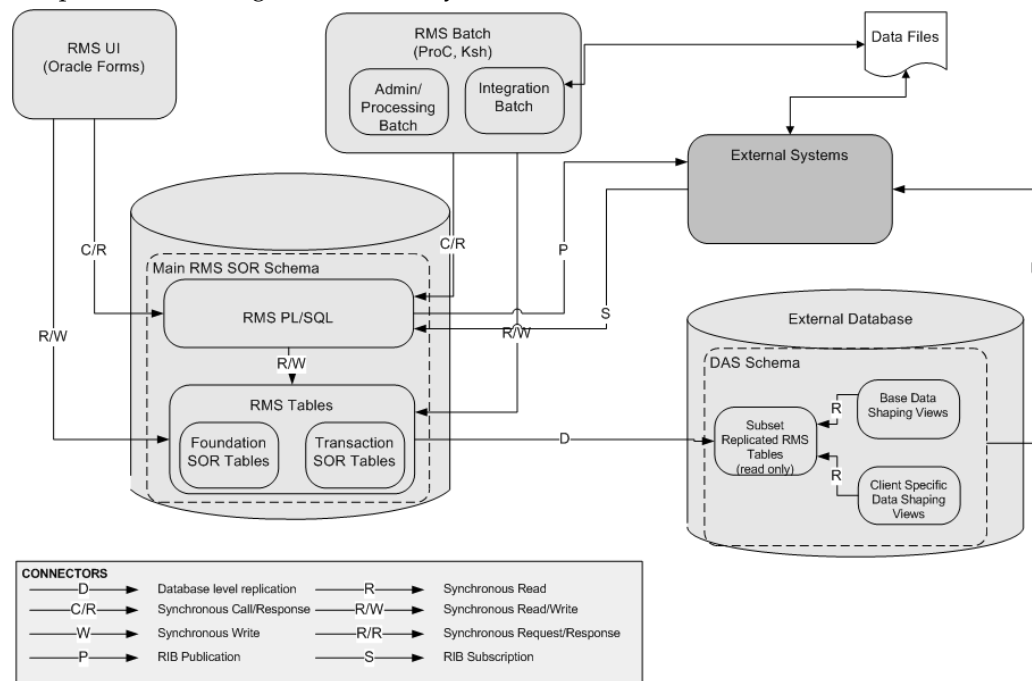 RMS UI
(Oracle Forms)
RMS Batch
(ProC, Ksh)
Admin/
Processing
Batch
Integration
Batch
Data Files
External Systems
C/R
C/R
P
S
R/W
R/W
Main RMS SOR Schema
RMS PL/SQL
R/W
RMS Tables
Foundation
SOR Tables
Transaction
SOR Tables
D
External Database
DAS Schema
Subset
Replicated RMS
Tables
(read only)
R
Base Data
Shaping Views
R
Client Specific
Data Shaping
Views
CONNECTORS
D Database level replication
R Synchronous Read
C/R Synchronous Call/Response
R/W Synchronous Read/Write
W Synchronous Write
R/R Synchronous Request/Response
P RIB Publication
S RIB Subscription